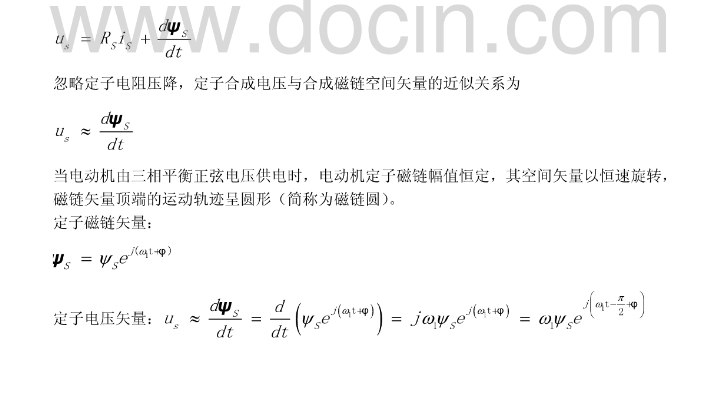 www.docin.com
u_s = R_S i_S + dψ_S/dt
忽略定子电阻压降，定子合成电压与合成磁链空间矢量的近似关系为
u_s ≈ dψ_S/dt
当电动机由三相平衡正弦电压供电时，电动机定子磁链幅值恒定，其空间矢量以恒速旋转，
磁链矢量顶端的运动轨迹呈圆形（简称为磁链圆）。
定子磁链矢量：
ψ_S = ψ_S e^{j(ω₁t+φ)}
定子电压矢量：u_s ≈ dψ_S/dt = d/dt (ψ_S e^{j(ω₁t+φ)}) = jω₁ψ_S e^{j(ω₁t+φ)} = ω₁ψ_S e^{j(ω₁t−π/2+φ)}